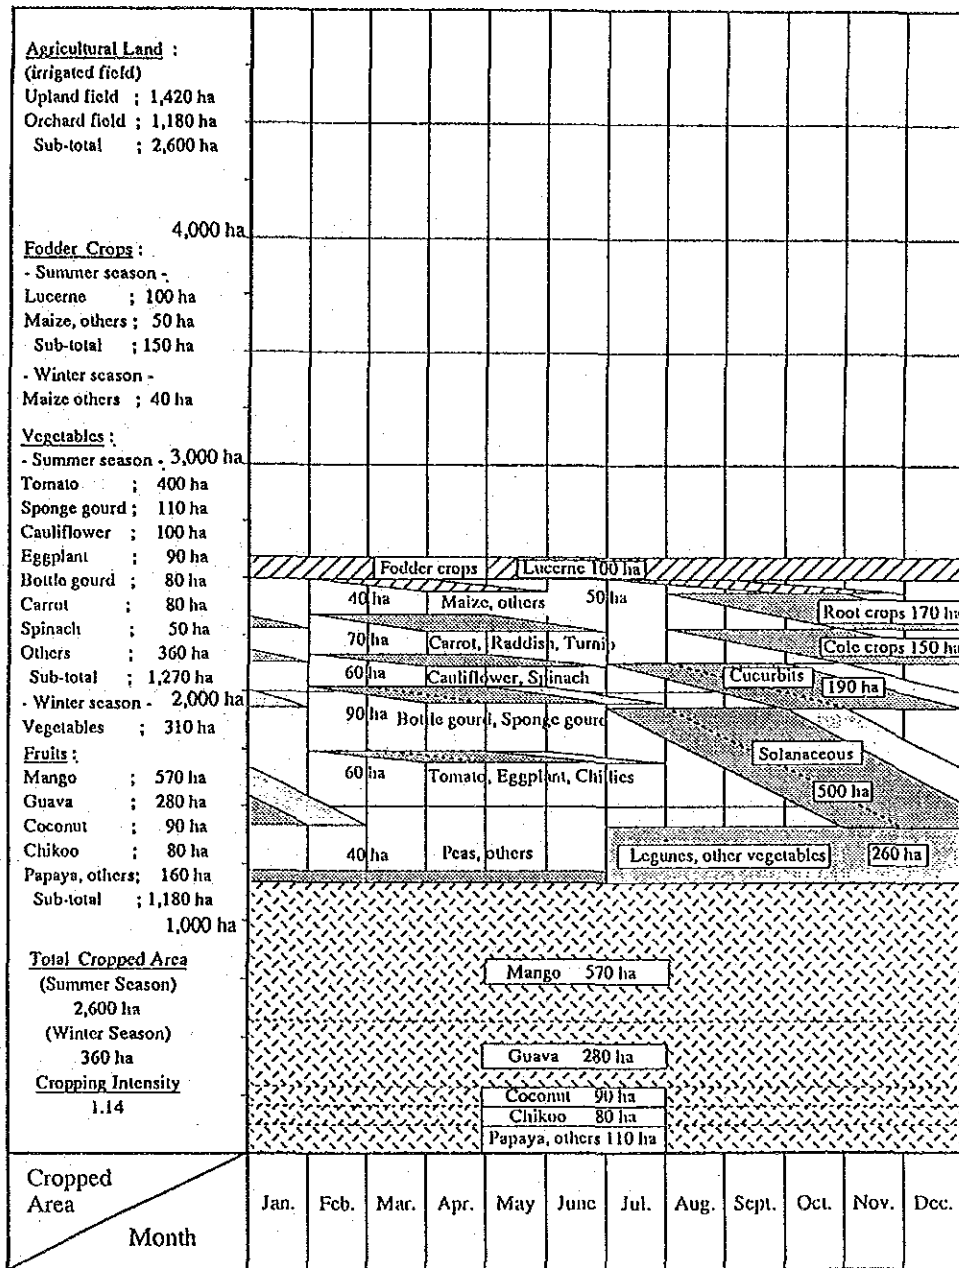 Agricultural Land :
(irrigated field)
Upland field ; 1,420 ha
Orchard field ; 1,180 ha
Sub-total ; 2,600 ha
4,000 ha
Fodder Crops :
- Summer season -
Lucerne ; 100 ha
Maize, others ; 50 ha
Sub-total ; 150 ha
- Winter season -
Maize others ; 40 ha
Vegetables :
- Summer season - 3,000 ha
Tomato ; 400 ha
Sponge gourd ; 110 ha
Cauliflower ; 100 ha
Eggplant ; 90 ha
Bottle gourd ; 80 ha
Carrot ; 80 ha
Spinach ; 50 ha
Others ; 360 ha
Sub-total ; 1,270 ha
- Winter season - 2,000 ha
Vegetables ; 310 ha
Fruits :
Mango ; 570 ha
Guava ; 280 ha
Coconut ; 90 ha
Chikoo ; 80 ha
Papaya, others; 160 ha
Sub-total ; 1,180 ha
1,000 ha
Total Cropped Area
(Summer Season)
2,600 ha
(Winter Season)
360 ha
Cropping Intensity
1.14
Fodder crops Lucerne 100 ha
40 ha Maize, others 50 ha
Root crops 170 ha
70 ha Carrot, Raddish, Turnip
Cole crops 150 ha
60 ha Cauliflower, Spinach
Cucurbits 190 ha
90 ha Bottle gourd, Sponge gourd
Solanaceous
60 ha Tomato, Eggplant, Chillies
500 ha
40 ha Peas, others
Legunes, other vegetables 260 ha
Mango 570 ha
Guava 280 ha
Coconut 90 ha
Chikoo 80 ha
Papaya, others 110 ha
Cropped
Area
Month
Jan. Feb. Mar. Apr. May June Jul. Aug. Sept. Oct. Nov. Dec.